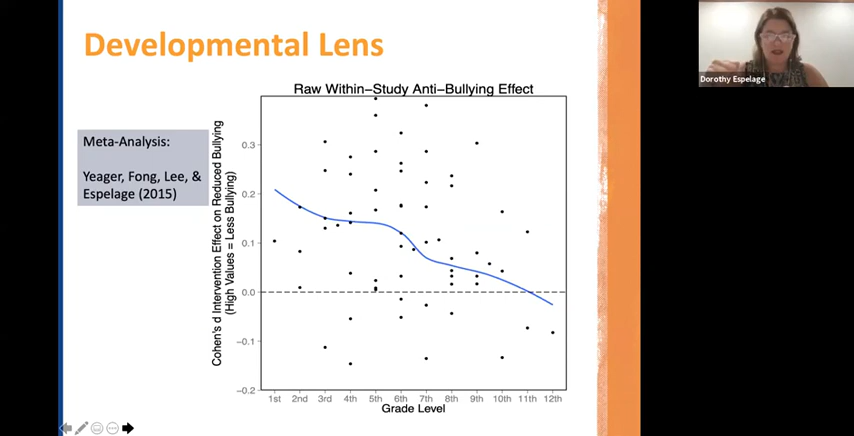 Developmental Lens
Dorothy Espelage
Meta-Analysis:
Yeager, Fong, Lee, &
Espelage (2015)
Raw Within-Study Anti-Bullying Effect
Cohen's d Intervention Effect on Reduced Bullying
(High Values = Less Bullying)
0.3
0.2
0.1
0.0
-0.1
-0.2
1st 2nd 3rd 4th 5th 6th 7th 8th 9th 10th 11th 12th
Grade Level